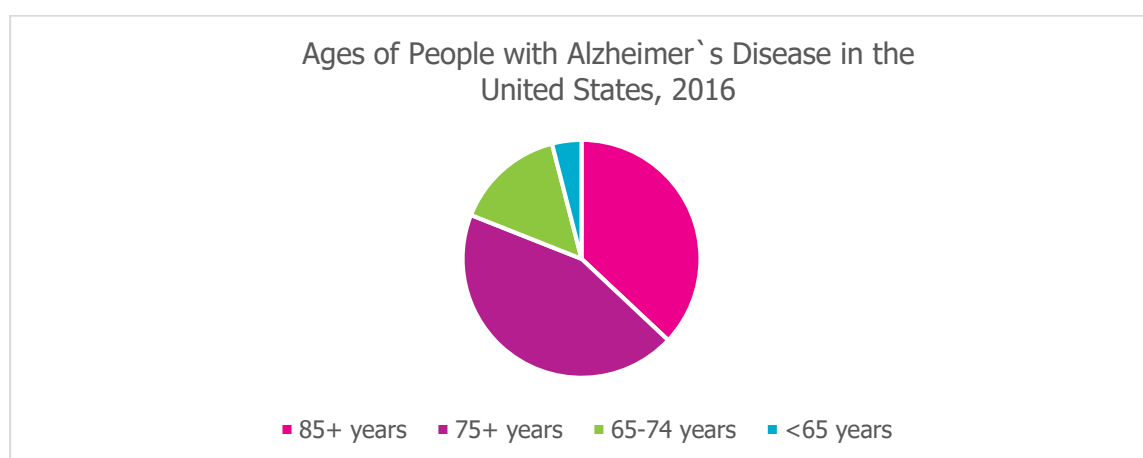 Ages of People with Alzheimer`s Disease in the
United States, 2016
85+ years 75+ years 65-74 years <65 years